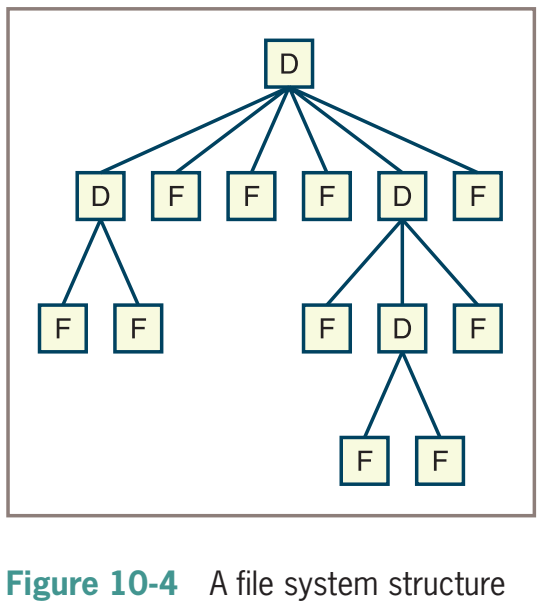 D
D F F F D F
F F F D F
F F
Figure 10-4 A file system structure